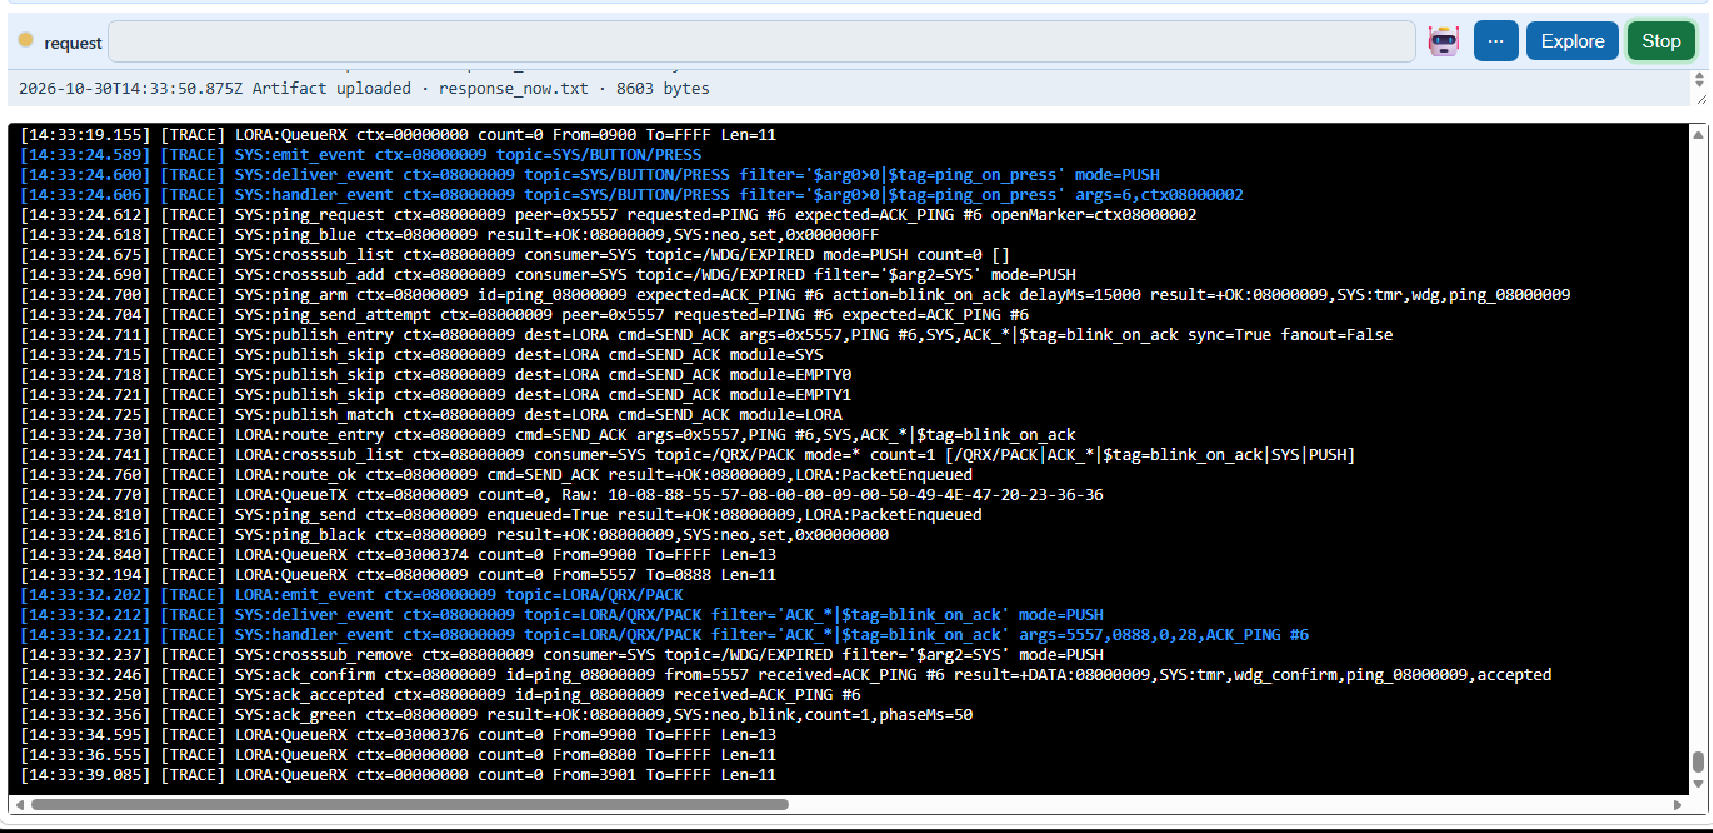 request
... Explore Stop
2026-10-30T14:33:50.875Z Artifact uploaded · response_now.txt · 8603 bytes
[14:33:19.155] [TRACE] LORA:QueueRX ctx=00000000 count=0 From=0900 To=FFFF Len=11
[14:33:24.589] [TRACE] SYS:emit_event ctx=08000009 topic=SYS/BUTTON/PRESS
[14:33:24.600] [TRACE] SYS:deliver_event ctx=08000009 topic=SYS/BUTTON/PRESS filter='$arg0>0|$tag=ping_on_press' mode=PUSH
[14:33:24.606] [TRACE] SYS:handler_event ctx=08000009 topic=SYS/BUTTON/PRESS filter='$arg0>0|$tag=ping_on_press' args=6,ctx08000002
[14:33:24.612] [TRACE] SYS:ping_request ctx=08000009 peer=0x5557 requested=PING #6 expected=ACK_PING #6 openMarker=ctx08000002
[14:33:24.618] [TRACE] SYS:ping_blue ctx=08000009 result=+OK:08000009,SYS:neo,set,0x000000FF
[14:33:24.675] [TRACE] SYS:crosssub_list ctx=08000009 consumer=SYS topic=/WDG/EXPIRED mode=PUSH count=0 []
[14:33:24.690] [TRACE] SYS:crosssub_add ctx=08000009 consumer=SYS topic=/WDG/EXPIRED filter='$arg2=SYS' mode=PUSH
[14:33:24.700] [TRACE] SYS:ping_arm ctx=08000009 id=ping_08000009 expected=ACK_PING #6 action=blink_on_ack delayMs=15000 result=+OK:08000009,SYS:tmr,wdg,ping_08000009
[14:33:24.704] [TRACE] SYS:ping_send_attempt ctx=08000009 peer=0x5557 requested=PING #6 expected=ACK_PING #6
[14:33:24.711] [TRACE] SYS:publish_entry ctx=08000009 dest=LORA cmd=SEND_ACK args=0x5557,PING #6,SYS,ACK_*|$tag=blink_on_ack sync=True fanout=False
[14:33:24.715] [TRACE] SYS:publish_skip ctx=08000009 dest=LORA cmd=SEND_ACK module=SYS
[14:33:24.718] [TRACE] SYS:publish_skip ctx=08000009 dest=LORA cmd=SEND_ACK module=EMPTY0
[14:33:24.721] [TRACE] SYS:publish_skip ctx=08000009 dest=LORA cmd=SEND_ACK module=EMPTY1
[14:33:24.725] [TRACE] SYS:publish_match ctx=08000009 dest=LORA cmd=SEND_ACK module=LORA
[14:33:24.730] [TRACE] LORA:route_entry ctx=08000009 cmd=SEND_ACK args=0x5557,PING #6,SYS,ACK_*|$tag=blink_on_ack
[14:33:24.741] [TRACE] LORA:crosssub_list ctx=08000009 consumer=SYS topic=/QRX/PACK mode=* count=1 [/QRX/PACK|ACK_*|$tag=blink_on_ack|SYS|PUSH]
[14:33:24.760] [TRACE] LORA:route_ok ctx=08000009 cmd=SEND_ACK result=+OK:08000009,LORA:PacketEnqueued
[14:33:24.770] [TRACE] LORA:QueueTX ctx=08000009 count=0, Raw: 10-08-88-55-57-08-00-00-09-00-50-49-4E-47-20-23-36-36
[14:33:24.810] [TRACE] SYS:ping_send ctx=08000009 enqueued=True result=+OK:08000009,LORA:PacketEnqueued
[14:33:24.816] [TRACE] SYS:ping_black ctx=08000009 result=+OK:08000009,SYS:neo,set,0x00000000
[14:33:24.840] [TRACE] LORA:QueueRX ctx=03000374 count=0 From=9900 To=FFFF Len=13
[14:33:32.194] [TRACE] LORA:QueueRX ctx=08000009 count=0 From=5557 To=0888 Len=11
[14:33:32.202] [TRACE] LORA:emit_event ctx=08000009 topic=LORA/QRX/PACK
[14:33:32.212] [TRACE] SYS:deliver_event ctx=08000009 topic=LORA/QRX/PACK filter='ACK_*|$tag=blink_on_ack' mode=PUSH
[14:33:32.221] [TRACE] SYS:handler_event ctx=08000009 topic=LORA/QRX/PACK filter='ACK_*|$tag=blink_on_ack' args=5557,0888,0,28,ACK_PING #6
[14:33:32.237] [TRACE] SYS:crosssub_remove ctx=08000009 consumer=SYS topic=/WDG/EXPIRED filter='$arg2=SYS' mode=PUSH
[14:33:32.246] [TRACE] SYS:ack_confirm ctx=08000009 id=ping_08000009 from=5557 received=ACK_PING #6 result=+DATA:08000009,SYS:tmr,wdg_confirm,ping_08000009,accepted
[14:33:32.250] [TRACE] SYS:ack_accepted ctx=08000009 id=ping_08000009 received=ACK_PING #6
[14:33:32.356] [TRACE] SYS:ack_green ctx=08000009 result=+OK:08000009,SYS:neo,blink,count=1,phaseMs=50
[14:33:34.595] [TRACE] LORA:QueueRX ctx=03000376 count=0 From=9900 To=FFFF Len=13
[14:33:36.555] [TRACE] LORA:QueueRX ctx=00000000 count=0 From=0800 To=FFFF Len=11
[14:33:39.085] [TRACE] LORA:QueueRX ctx=00000000 count=0 From=3901 To=FFFF Len=11